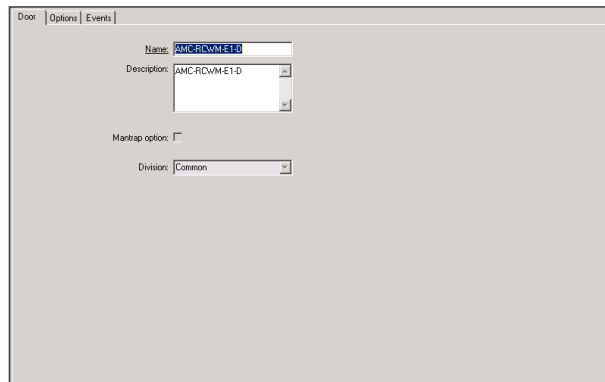 Door Options Events
Name: AMC-RCWM-E1-D
Description: AMC-RCWM-E1-D
Mantrap option:
Division: Common